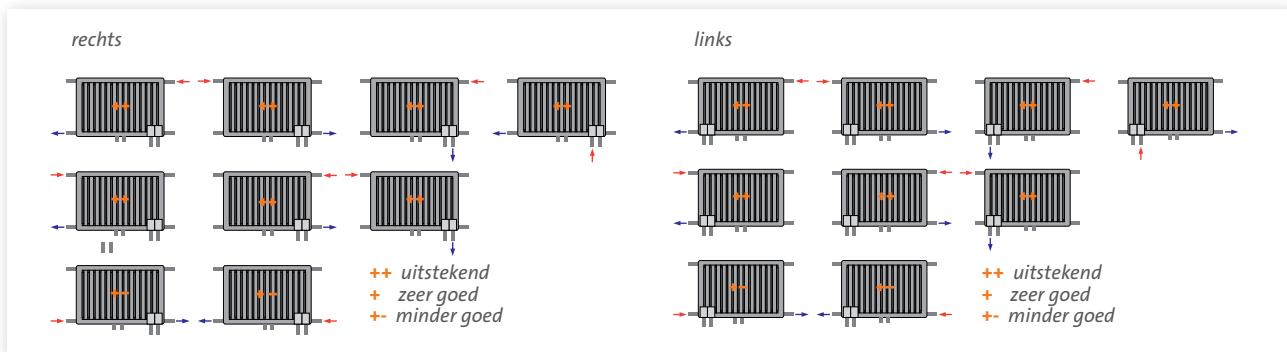 rechts
++ ++ ++ ++
++ ++ ++
++ uitstekend
+ zeer goed
+- minder goed
+- +-
links
++ ++ ++ ++
++ ++ ++
++ uitstekend
+ zeer goed
+- minder goed
+- +-